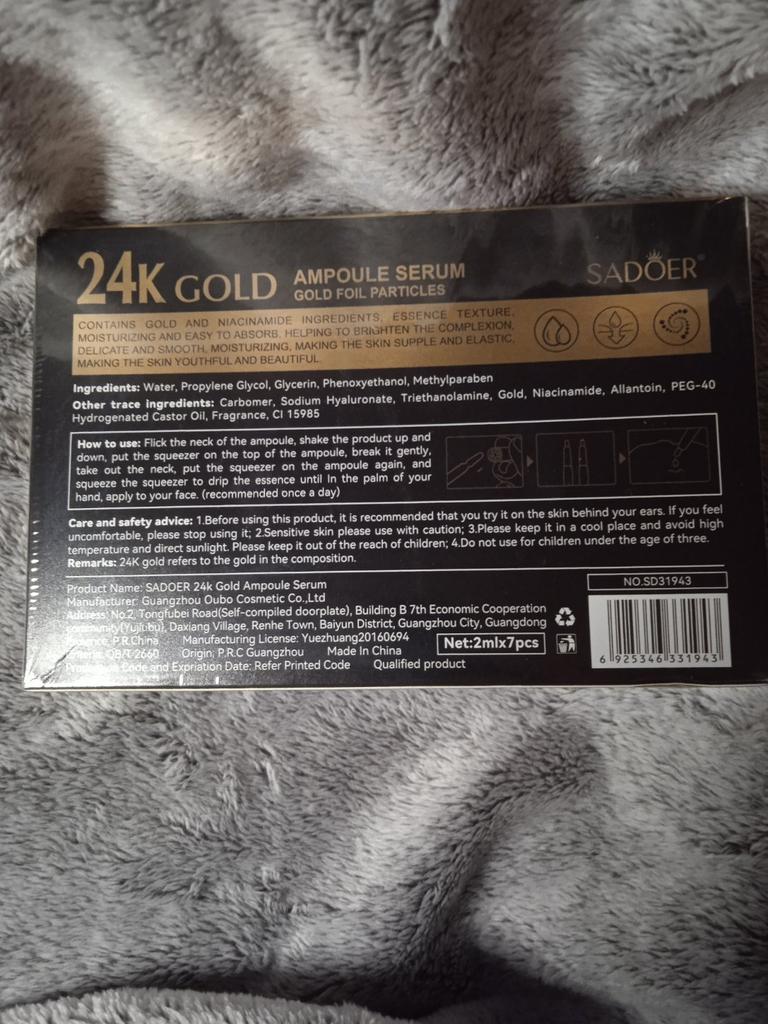 24K GOLD AMPOULE SERUM
GOLD FOIL PARTICLES
SADOER®
CONTAINS GOLD AND NIACINAMIDE INGREDIENTS, ESSENCE TEXTURE,
MOISTURIZING AND EASY TO ABSORB, HELPING TO BRIGHTEN THE COMPLEXION,
DELICATE AND SMOOTH, MOISTURIZING, MAKING THE SKIN SUPPLE AND ELASTIC,
MAKING THE SKIN YOUTHFUL AND BEAUTIFUL.
Ingredients: Water, Propylene Glycol, Glycerin, Phenoxyethanol, Methylparaben
Other trace ingredients: Carbomer, Sodium Hyaluronate, Triethanolamine, Gold, Niacinamide, Allantoin, PEG-40
Hydrogenated Castor Oil, Fragrance, CI 15985
How to use: Flick the neck of the ampoule, shake the product up and
down, put the squeezer on the top of the ampoule, break it gently,
take out the neck, put the squeezer on the ampoule again, and
squeeze the squeezer to drip the essence until In the palm of your
hand, apply to your face. (recommended once a day)
Care and safety advice: 1.Before using this product, it is recommended that you try it on the skin behind your ears. If you feel
uncomfortable, please stop using it; 2.Sensitive skin please use with caution; 3.Please keep it in a cool place and avoid high
temperature and direct sunlight. Please keep it out of the reach of children; 4.Do not use for children under the age of three.
Remarks: 24K gold refers to the gold in the composition.
Product Name: SADOER 24k Gold Ampoule Serum
Manufacturer: Guangzhou Oubo Cosmetic Co.,Ltd
Address: No.2, Tongfubei Road(Self-compiled doorplate), Building B 7th Economic Cooperation
Community(Yujiubu), Daxiang Village, Renhe Town, Baiyun District, Guangzhou City, Guangdong
Province, P.R.China Manufacturing License: Yuezhuang20160694
QB/T 2660 Origin: P.R.C Guangzhou Made In China
Production Code and Expriation Date: Refer Printed Code Qualified product
Net:2mlx7pcs
NO.SD31943
6 925346 331943